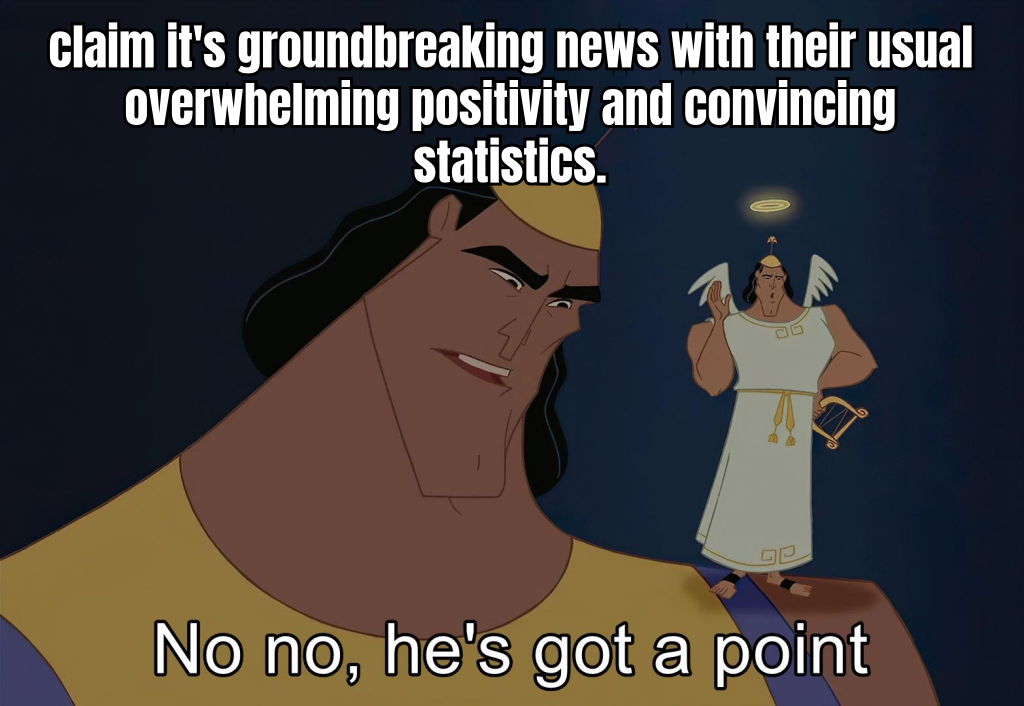 claim it's groundbreaking news with their usual
overwhelming positivity and convincing
statistics.
No no, he's got a point